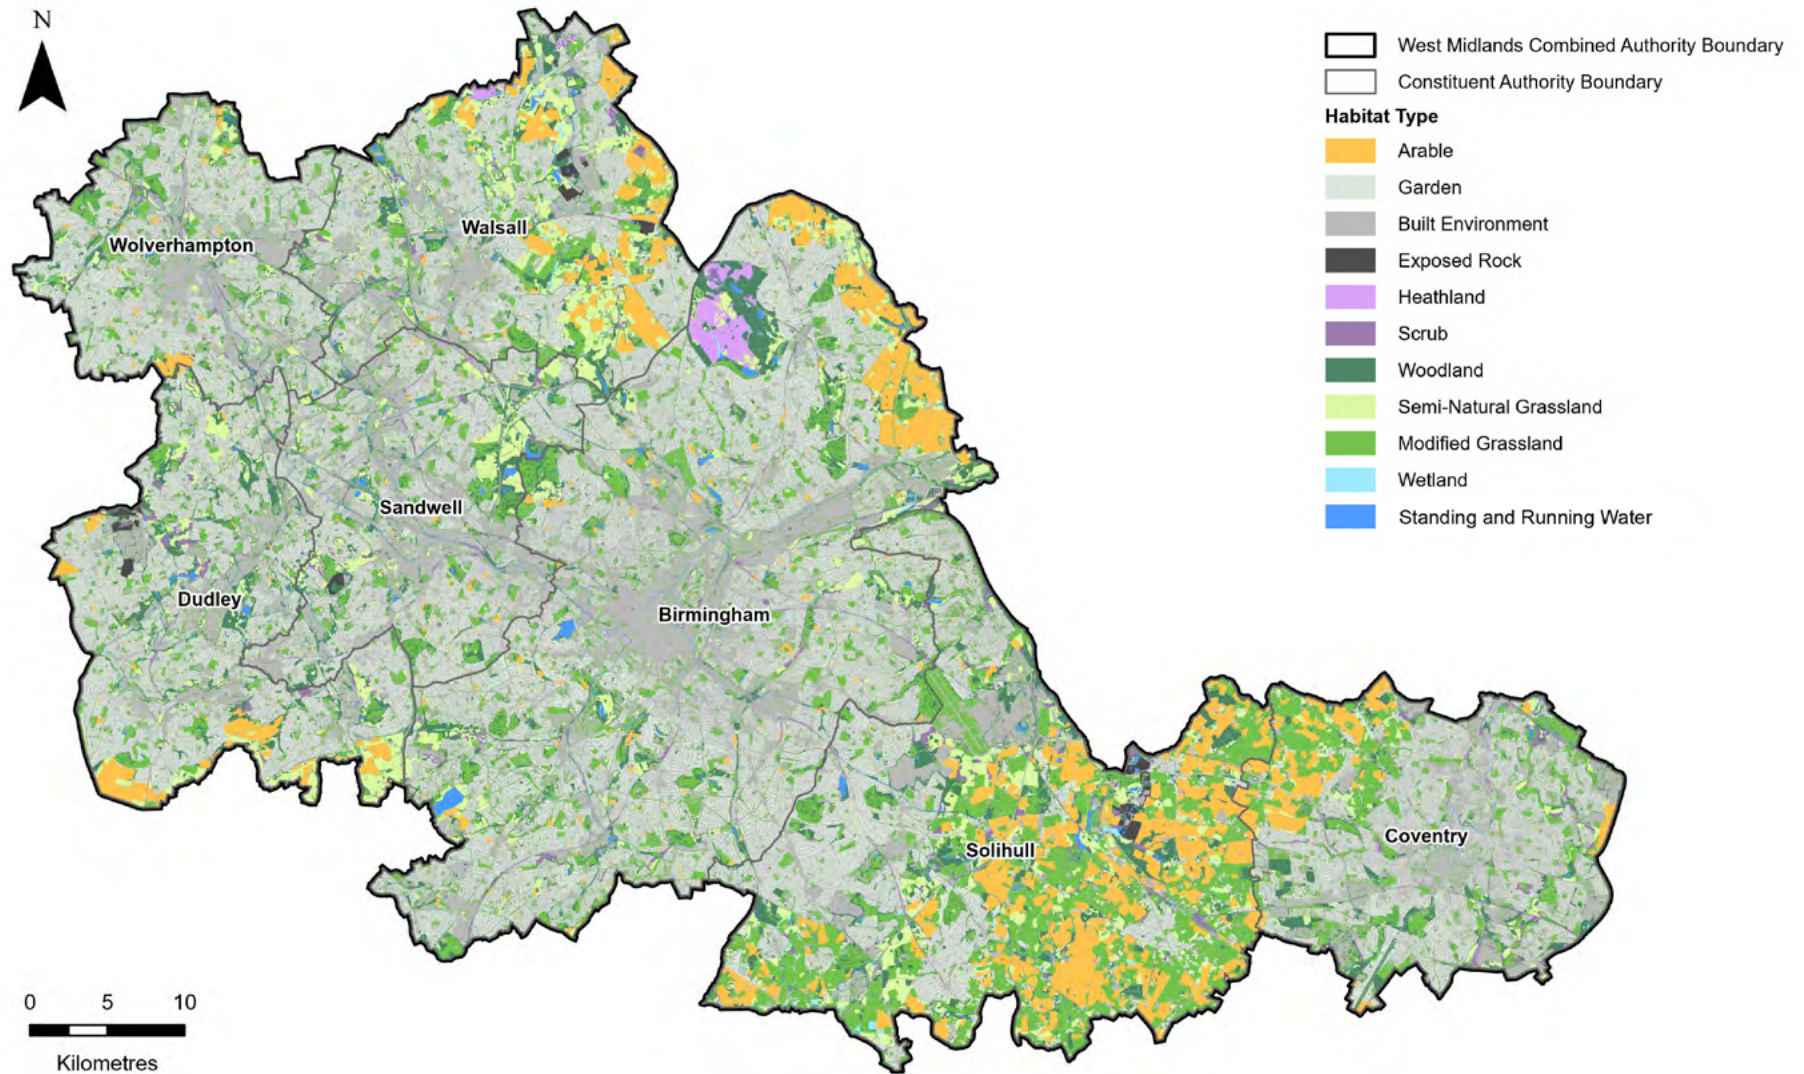 N
West Midlands Combined Authority Boundary
Constituent Authority Boundary
Habitat Type
Arable
Garden
Built Environment
Exposed Rock
Heathland
Scrub
Woodland
Semi-Natural Grassland
Modified Grassland
Wetland
Standing and Running Water
Walsall
Wolverhampton
Sandwell
Dudley
Birmingham
Coventry
Solihull
0 5 10
Kilometres